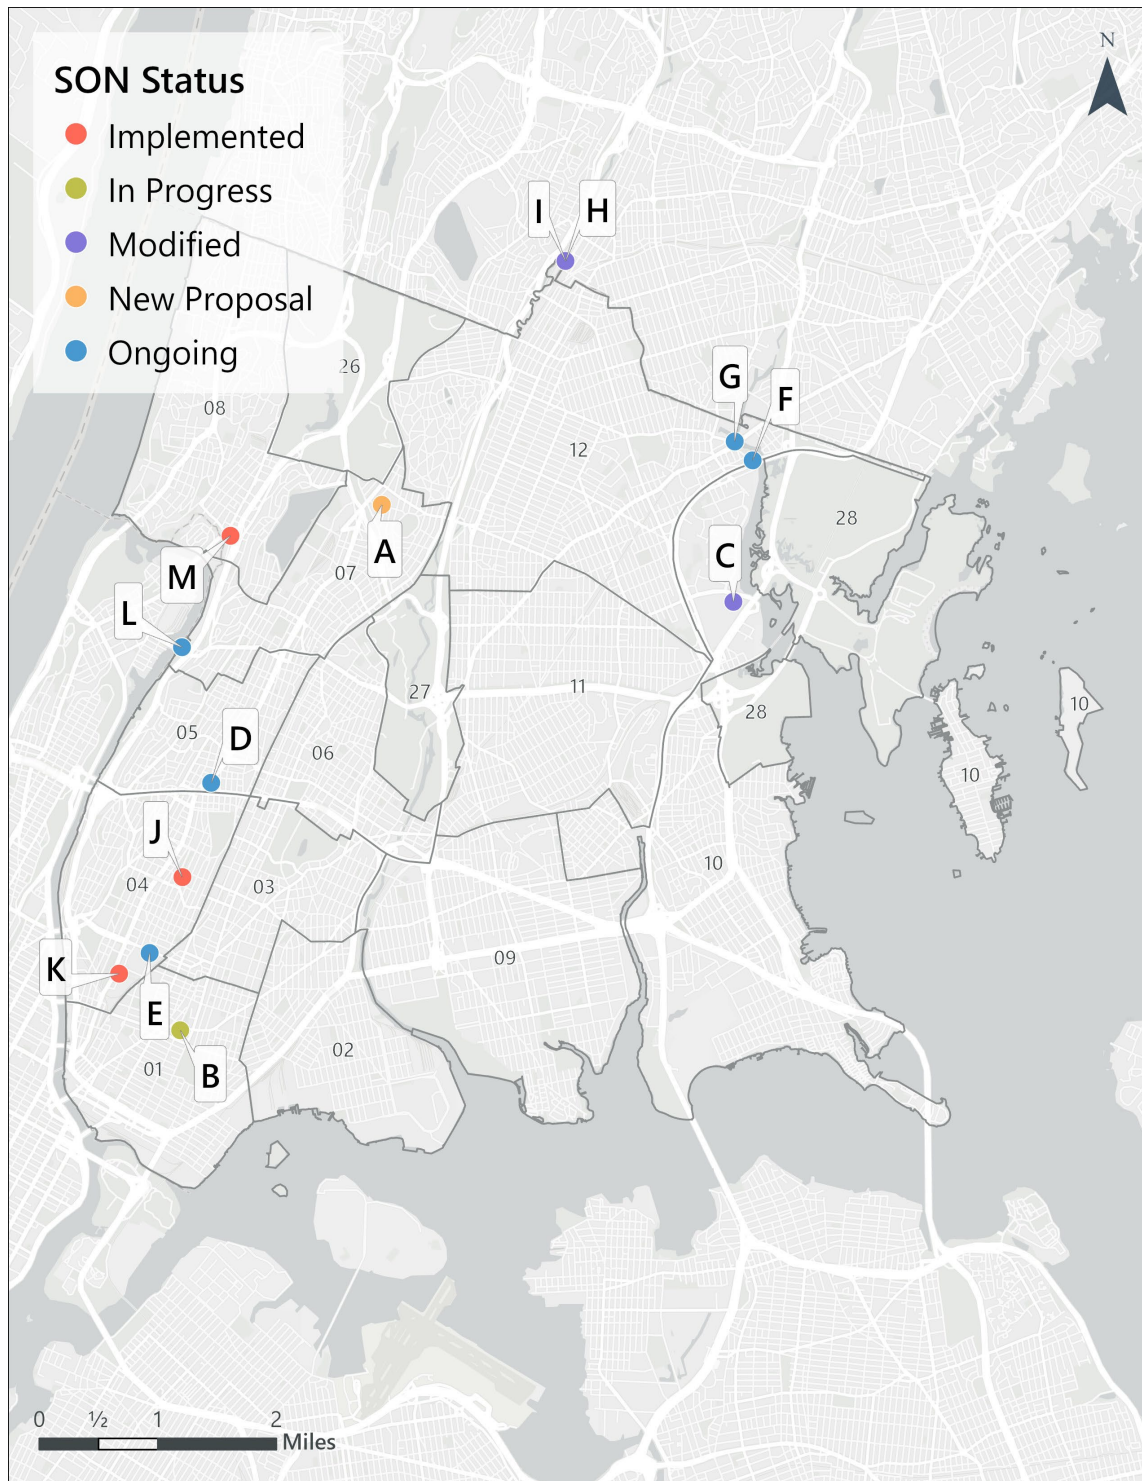 N
SON Status
Implemented
In Progress
Modified
New Proposal
Ongoing
I
H
26
08
G
F
12
28
A
C
07
M
L
11
27
10
28
05
D
06
10
J
10
04
03
09
K
E
02
01
B
0
½
1
2
Miles